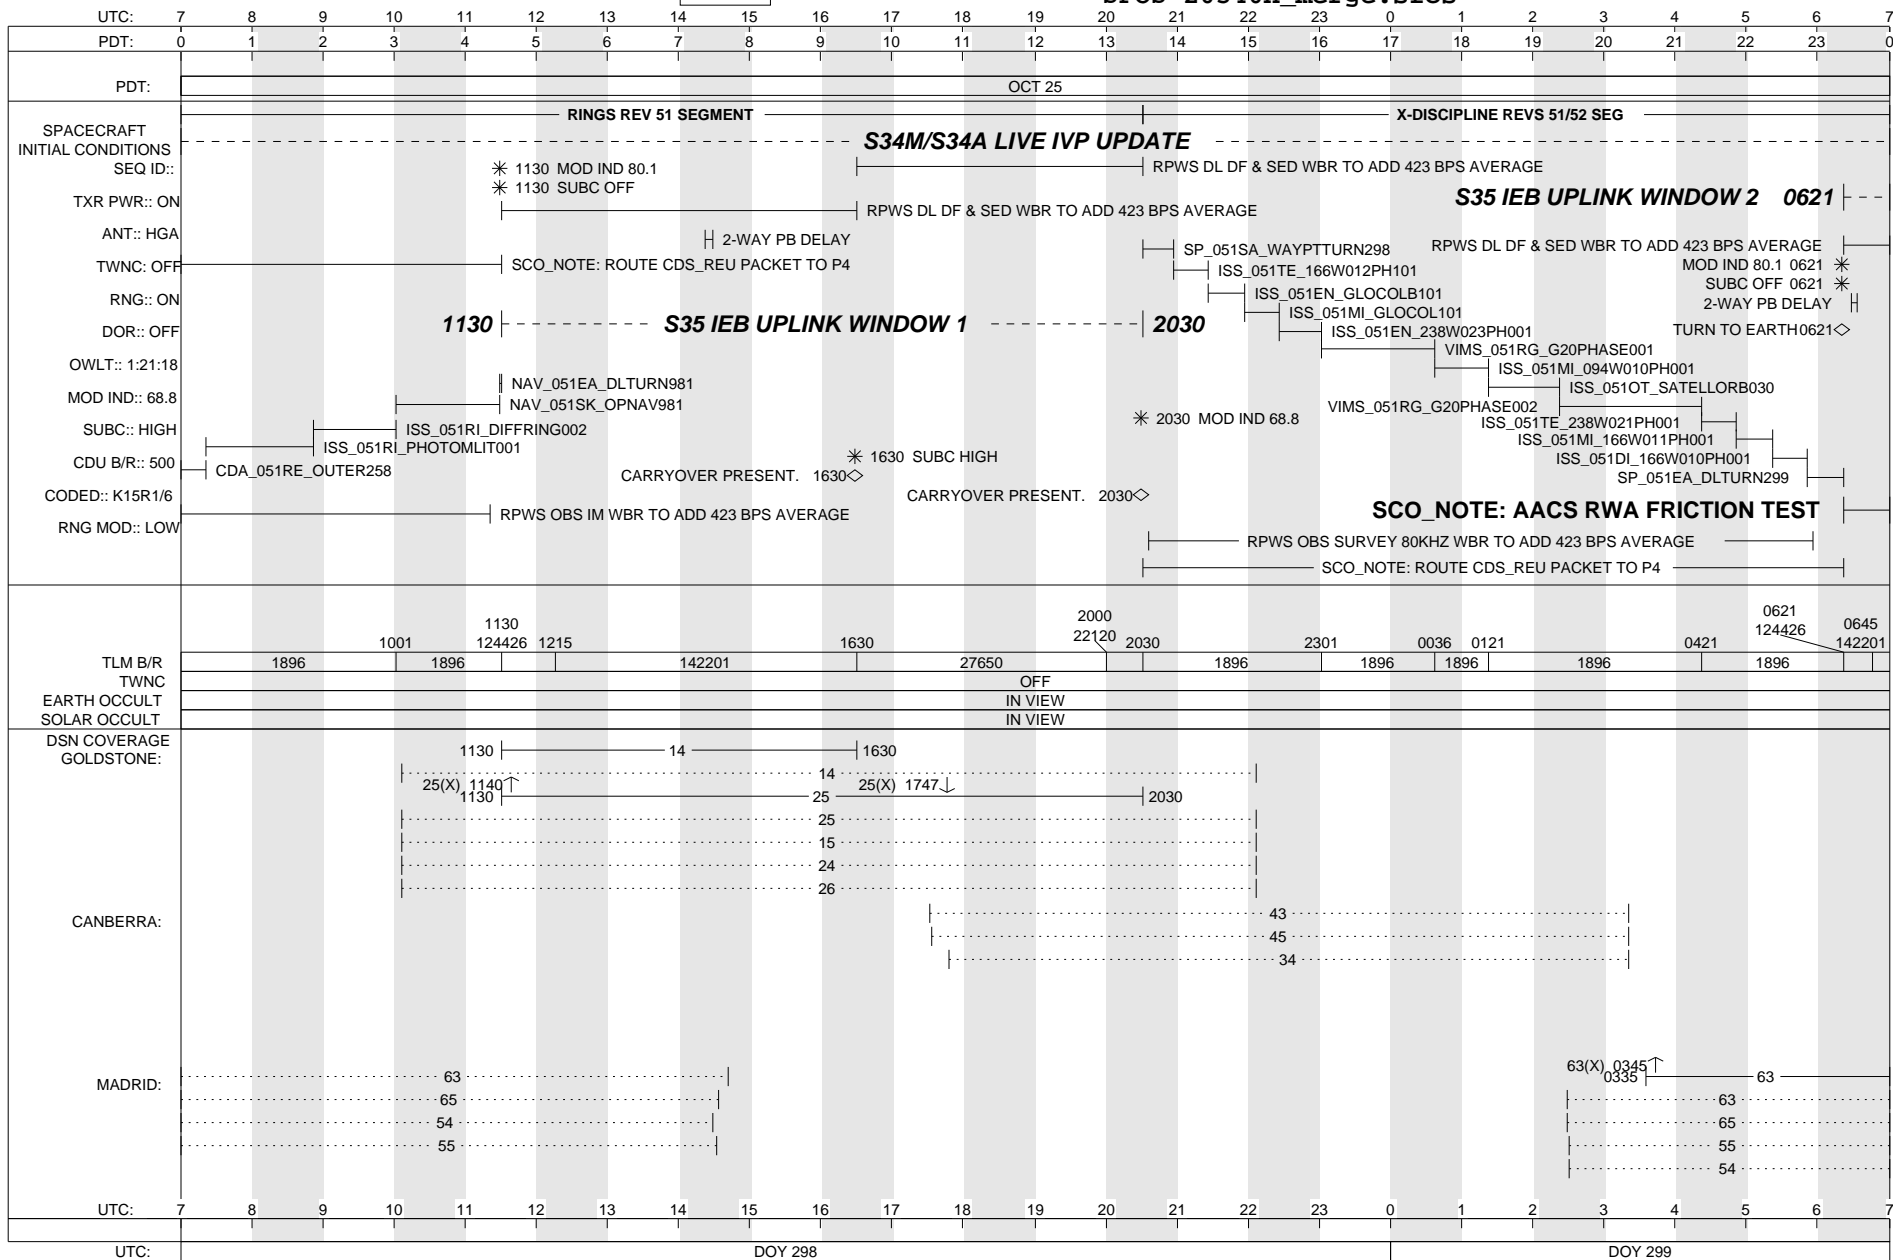 UTC: 7 8 9 10 11 12 13 14 15 16 17 18 19 20 21 22 23 0 1 2 3 4 5 6 7
PDT: 0 1 2 3 4 5 6 7 8 9 10 11 12 13 14 15 16 17 18 19 20 21 22 23 0
PDT: OCT 25
RINGS REV 51 SEGMENT X-DISCIPLINE REVS 51/52 SEG
SPACECRAFT
INITIAL CONDITIONS
S34M/S34A LIVE IVP UPDATE
SEQ ID::
1130 MOD IND 80.1
RPWS DL DF & SED WBR TO ADD 423 BPS AVERAGE
1130 SUBC OFF
S35 IEB UPLINK WINDOW 2 0621
TXR PWR:: ON
RPWS DL DF & SED WBR TO ADD 423 BPS AVERAGE
ANT:: HGA
2-WAY PB DELAY
SP_051SA_WAYPTTURN298
RPWS DL DF & SED WBR TO ADD 423 BPS AVERAGE
TWNC: OFF
SCO_NOTE: ROUTE CDS_REU PACKET TO P4
ISS_051TE_166W012PH101
MOD IND 80.1 0621
SUBC OFF 0621
ISS_051EN_GLOCOLB101
RNG:: ON
2-WAY PB DELAY
ISS_051MI_GLOCOL101
1130 S35 IEB UPLINK WINDOW 1 2030
DOR:: OFF
ISS_051EN_238W023PH001
TURN TO EARTH0621
VIMS_051RG_G20PHASE001
OWLT:: 1:21:18
ISS_051MI_094W010PH001
NAV_051EA_DLTURN981
ISS_051OT_SATELLORB030
MOD IND:: 68.8
NAV_051SK_OPNAV981
VIMS_051RG_G20PHASE002
2030 MOD IND 68.8
ISS_051TE_238W021PH001
SUBC:: HIGH
ISS_051RI_DIFFRING002
ISS_051MI_166W011PH001
ISS_051RI_PHOTOMLIT001
1630 SUBC HIGH
ISS_051DI_166W010PH001
CDU B/R:: 500
CDA_051RE_OUTER258
CARRYOVER PRESENT. 1630
SP_051EA_DLTURN299
CODED:: K15R1/6
CARRYOVER PRESENT. 2030
RPWS OBS IM WBR TO ADD 423 BPS AVERAGE
SCO_NOTE: AACS RWA FRICTION TEST
RNG MOD:: LOW
RPWS OBS SURVEY 80KHZ WBR TO ADD 423 BPS AVERAGE
SCO_NOTE: ROUTE CDS_REU PACKET TO P4
1130 2000 0621
1001 124426 1215 1630 22120 2030 2301 0036 0121 0421 124426 0645
142201
TLM B/R 1896 1896 142201 27650 1896 1896 1896 1896 1896
TWNC OFF
EARTH OCCULT IN VIEW
SOLAR OCCULT IN VIEW
DSN COVERAGE
GOLDSTONE:
1130 14 1630
14
25(X) 1140 25(X) 1747
1130 25 2030
25
15
24
26
CANBERRA:
43
45
34
MADRID:
63(X) 0345
63 0335 63
65 63
54 65
55 55
54
UTC: 7 8 9 10 11 12 13 14 15 16 17 18 19 20 21 22 23 0 1 2 3 4 5 6 7
UTC: DOY 298 DOY 299